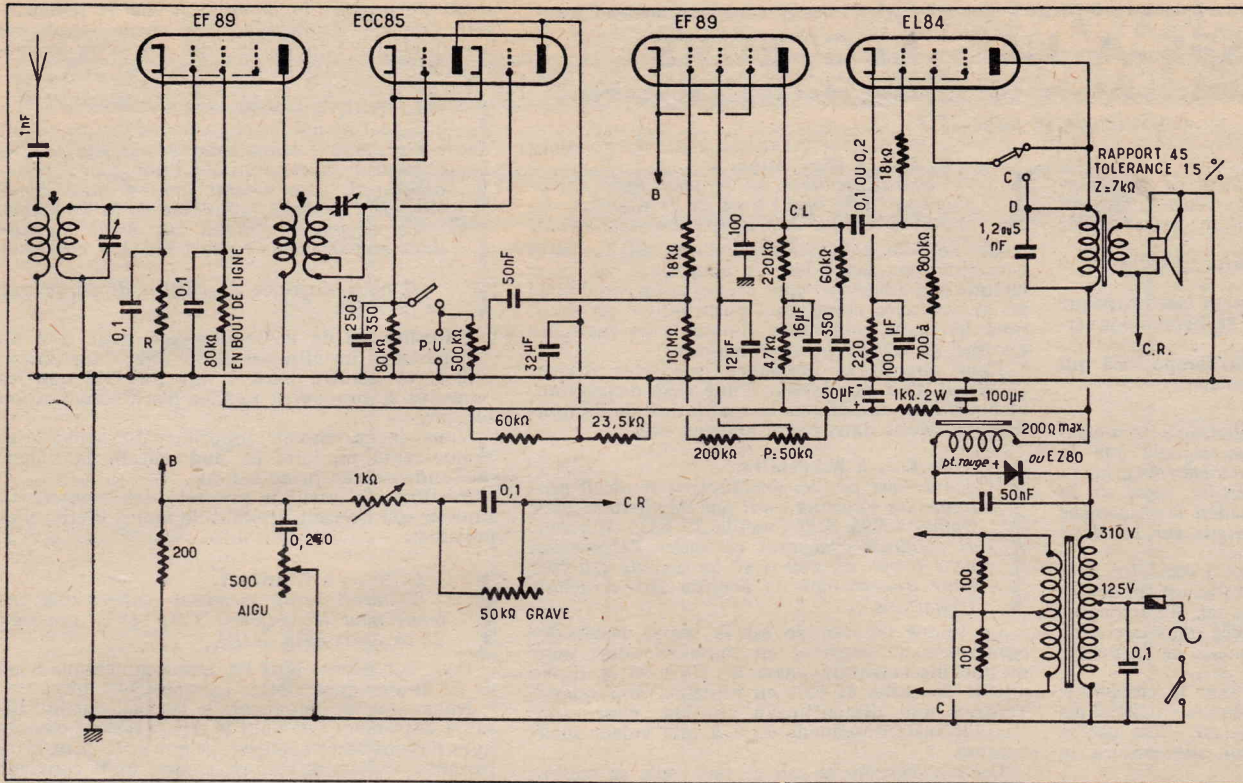 EF 89
ECC85
EF 89
EL84
1nF
0,1
R
0,1
80kΩ
EN BOUT DE LIGNE
250 à
350
80kΩ
P.U.
500kΩ
50nF
32µF
B
18kΩ
10MΩ
100
12µF
C L
220kΩ
47kΩ
16µF
0,1 OU 0,2
60kΩ
350
18kΩ
220
100
µF
800kΩ
700 à
C
D
1,2 ou 5
nF
RAPPORT 45
TOLERANCE 15 %
Z=7kΩ
C.R.
60kΩ
23,5kΩ
200kΩ
P=50kΩ
50µF
-
+
1kΩ.2W
100µF
200Ω max.
pt. rouge +
OU EZ80
50nF
310V
125V
0,1
100
100
C
B
200
500
AIGU
1kΩ
0,1
C R
50kΩ GRAVE